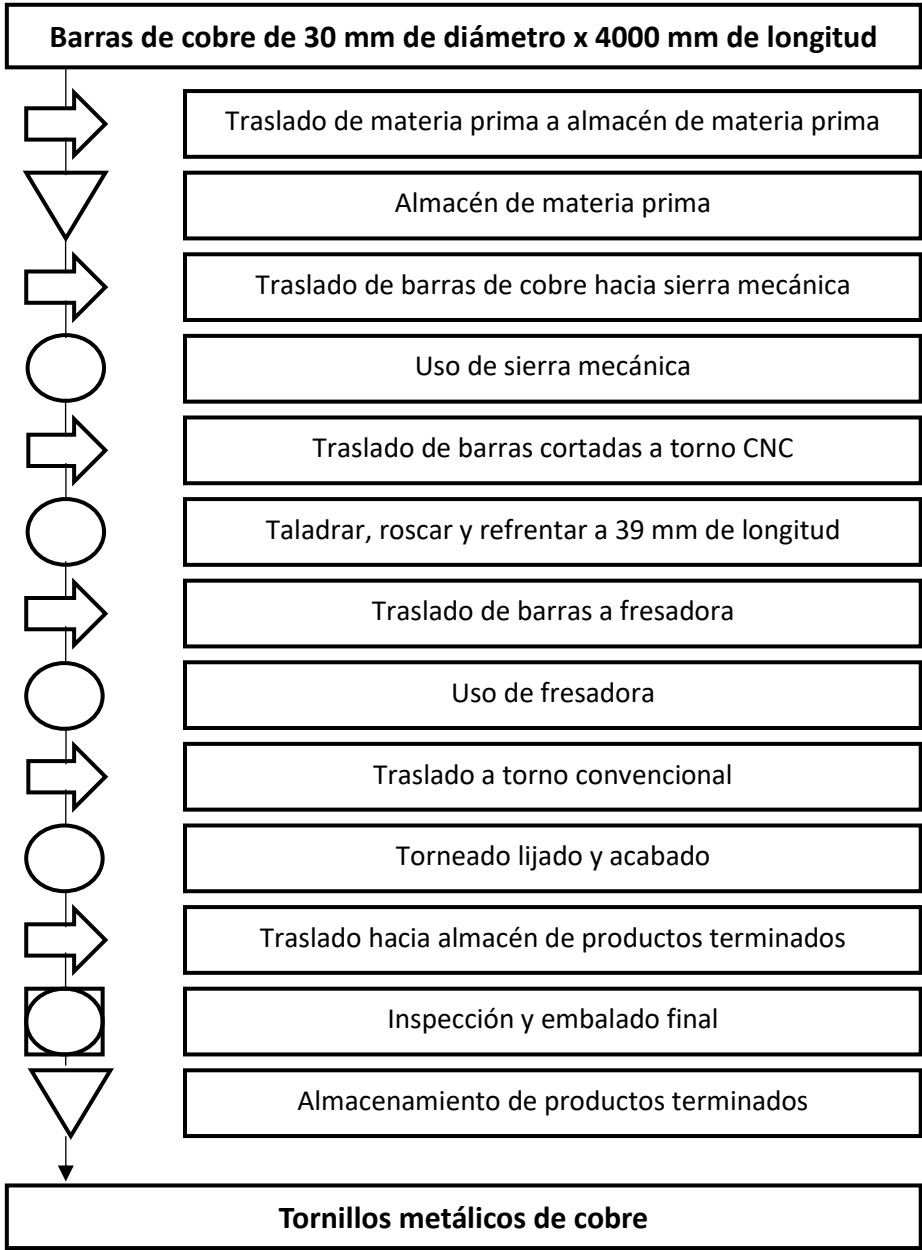 Barras de cobre de 30 mm de diámetro x 4000 mm de longitud
Traslado de materia prima a almacén de materia prima
Almacén de materia prima
Traslado de barras de cobre hacia sierra mecánica
Uso de sierra mecánica
Traslado de barras cortadas a torno CNC
Taladrar, roscar y refrentar a 39 mm de longitud
Traslado de barras a fresadora
Uso de fresadora
Traslado a torno convencional
Torneado lijado y acabado
Traslado hacia almacén de productos terminados
Inspección y embalado final
Almacenamiento de productos terminados
Tornillos metálicos de cobre